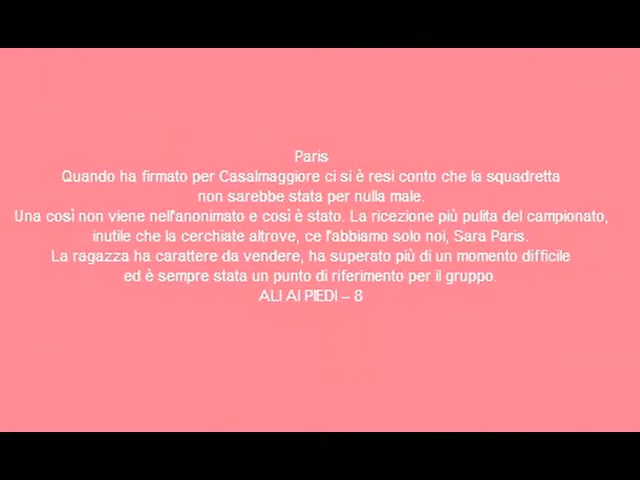 Paris
Quando ha firmato per Casalmaggiore ci si è resi conto che la squadretta
non sarebbe stata per nulla male.
Una così non viene nell'anonimato e così è stato. La ricezione più pulita del campionato,
inutile che la cerchiate altrove, ce l'abbiamo solo noi, Sara Paris.
La ragazza ha carattere da vendere, ha superato più di un momento difficile
ed è sempre stata un punto di riferimento per il gruppo.
ALI AI PIEDI – 8